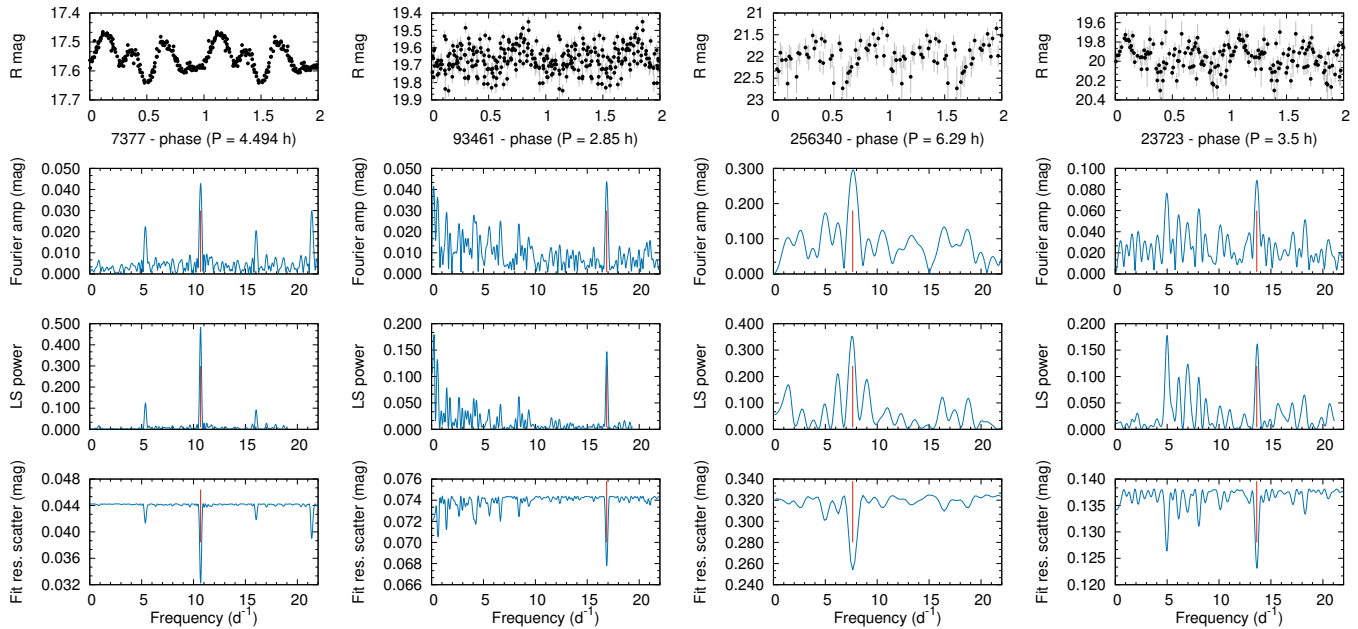 R mag
17.4
17.5
17.6
17.7
0 0.5 1 1.5 2
7377 - phase (P = 4.494 h)
R mag
19.4
19.5
19.6
19.7
19.8
19.9
0 0.5 1 1.5 2
93461 - phase (P = 2.85 h)
R mag
21
21.5
22
22.5
23
0 0.5 1 1.5 2
256340 - phase (P = 6.29 h)
R mag
19.6
19.8
20
20.2
20.4
0 0.5 1 1.5 2
23723 - phase (P = 3.5 h)
Fourier amp (mag)
0.050
0.040
0.030
0.020
0.010
0.000
0 5 10 15 20
Fourier amp (mag)
0.050
0.040
0.030
0.020
0.010
0.000
0 5 10 15 20
Fourier amp (mag)
0.300
0.200
0.100
0.000
0 5 10 15 20
Fourier amp (mag)
0.100
0.080
0.060
0.040
0.020
0.000
0 5 10 15 20
LS power
0.500
0.400
0.300
0.200
0.100
0.000
0 5 10 15 20
LS power
0.200
0.150
0.100
0.050
0.000
0 5 10 15 20
LS power
0.400
0.300
0.200
0.100
0.000
0 5 10 15 20
LS power
0.200
0.150
0.100
0.050
0.000
0 5 10 15 20
Fit res. scatter (mag)
0.048
0.044
0.040
0.036
0.032
0 5 10 15 20
Frequency (d⁻¹)
Fit res. scatter (mag)
0.076
0.074
0.072
0.070
0.068
0.066
0 5 10 15 20
Frequency (d⁻¹)
Fit res. scatter (mag)
0.340
0.320
0.300
0.280
0.260
0.240
0 5 10 15 20
Frequency (d⁻¹)
Fit res. scatter (mag)
0.140
0.135
0.130
0.125
0.120
0 5 10 15 20
Frequency (d⁻¹)